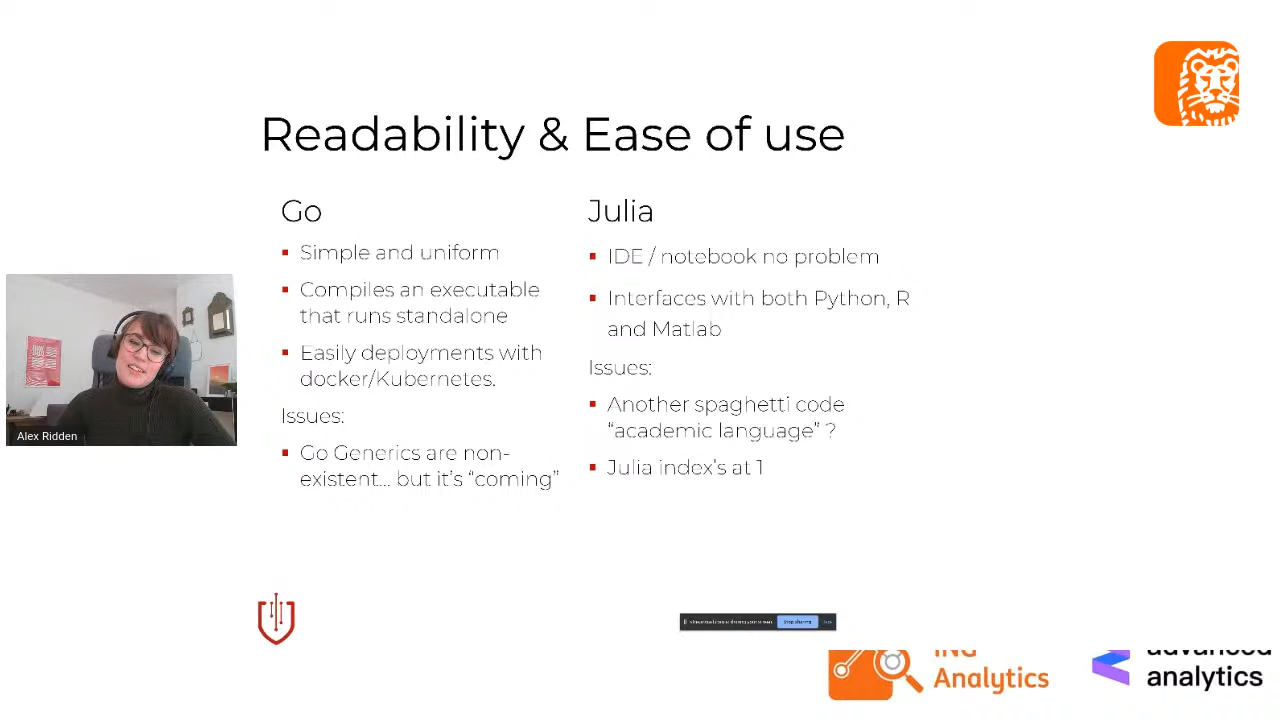 Readability & Ease of use
Go
Simple and uniform
Compiles an executable
that runs standalone
Easily deployments with
docker/Kubernetes.
Issues:
Go Generics are non-
existent... but it's "coming"
Julia
IDE / notebook no problem
Interfaces with both Python, R
and Matlab
Issues:
Another spaghetti code
"academic language" ?
Julia index's at 1
Alex Ridden
Stop sharing
ING
Analytics
advanced
analytics